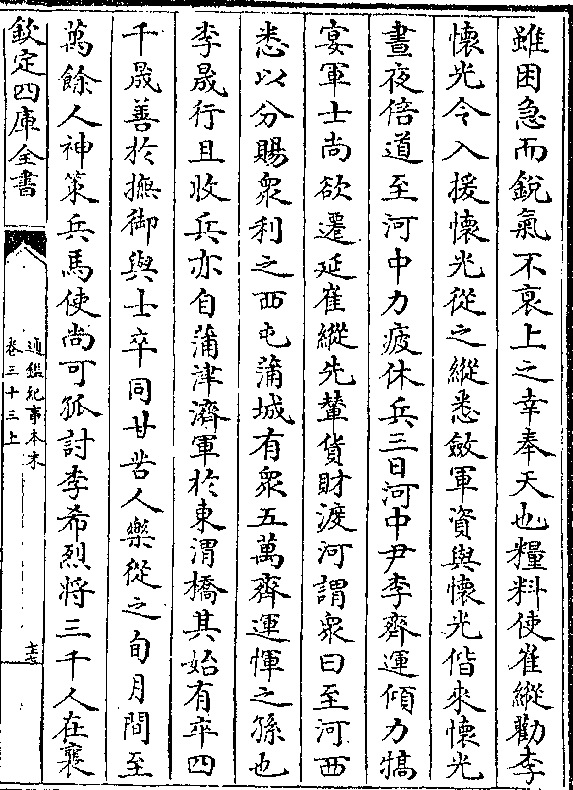 雖困急而銳氣不衰上之幸奉天也糧料使崔縱勸李
懷光令入援懷光從之縱悉斂軍資與懷光偕來懷光
晝夜倍道至河中力疲休兵三日河中尹李齊運傾力犒
宴軍士尚欲遷延崔縱先輦貨財渡河謂衆曰至河西
悉以分賜衆利之西屯蒲城有衆五萬齊運惲之孫也
李晟行且收兵亦自蒲津濟軍於東渭橋其始有卒四
千晟善於撫御與士卒同甘苦人樂從之旬月間至
萬餘人神策兵馬使尚可孤討李希烈將三千人在襄
欽定四庫全書
通鑑紀事本末
卷三十三上